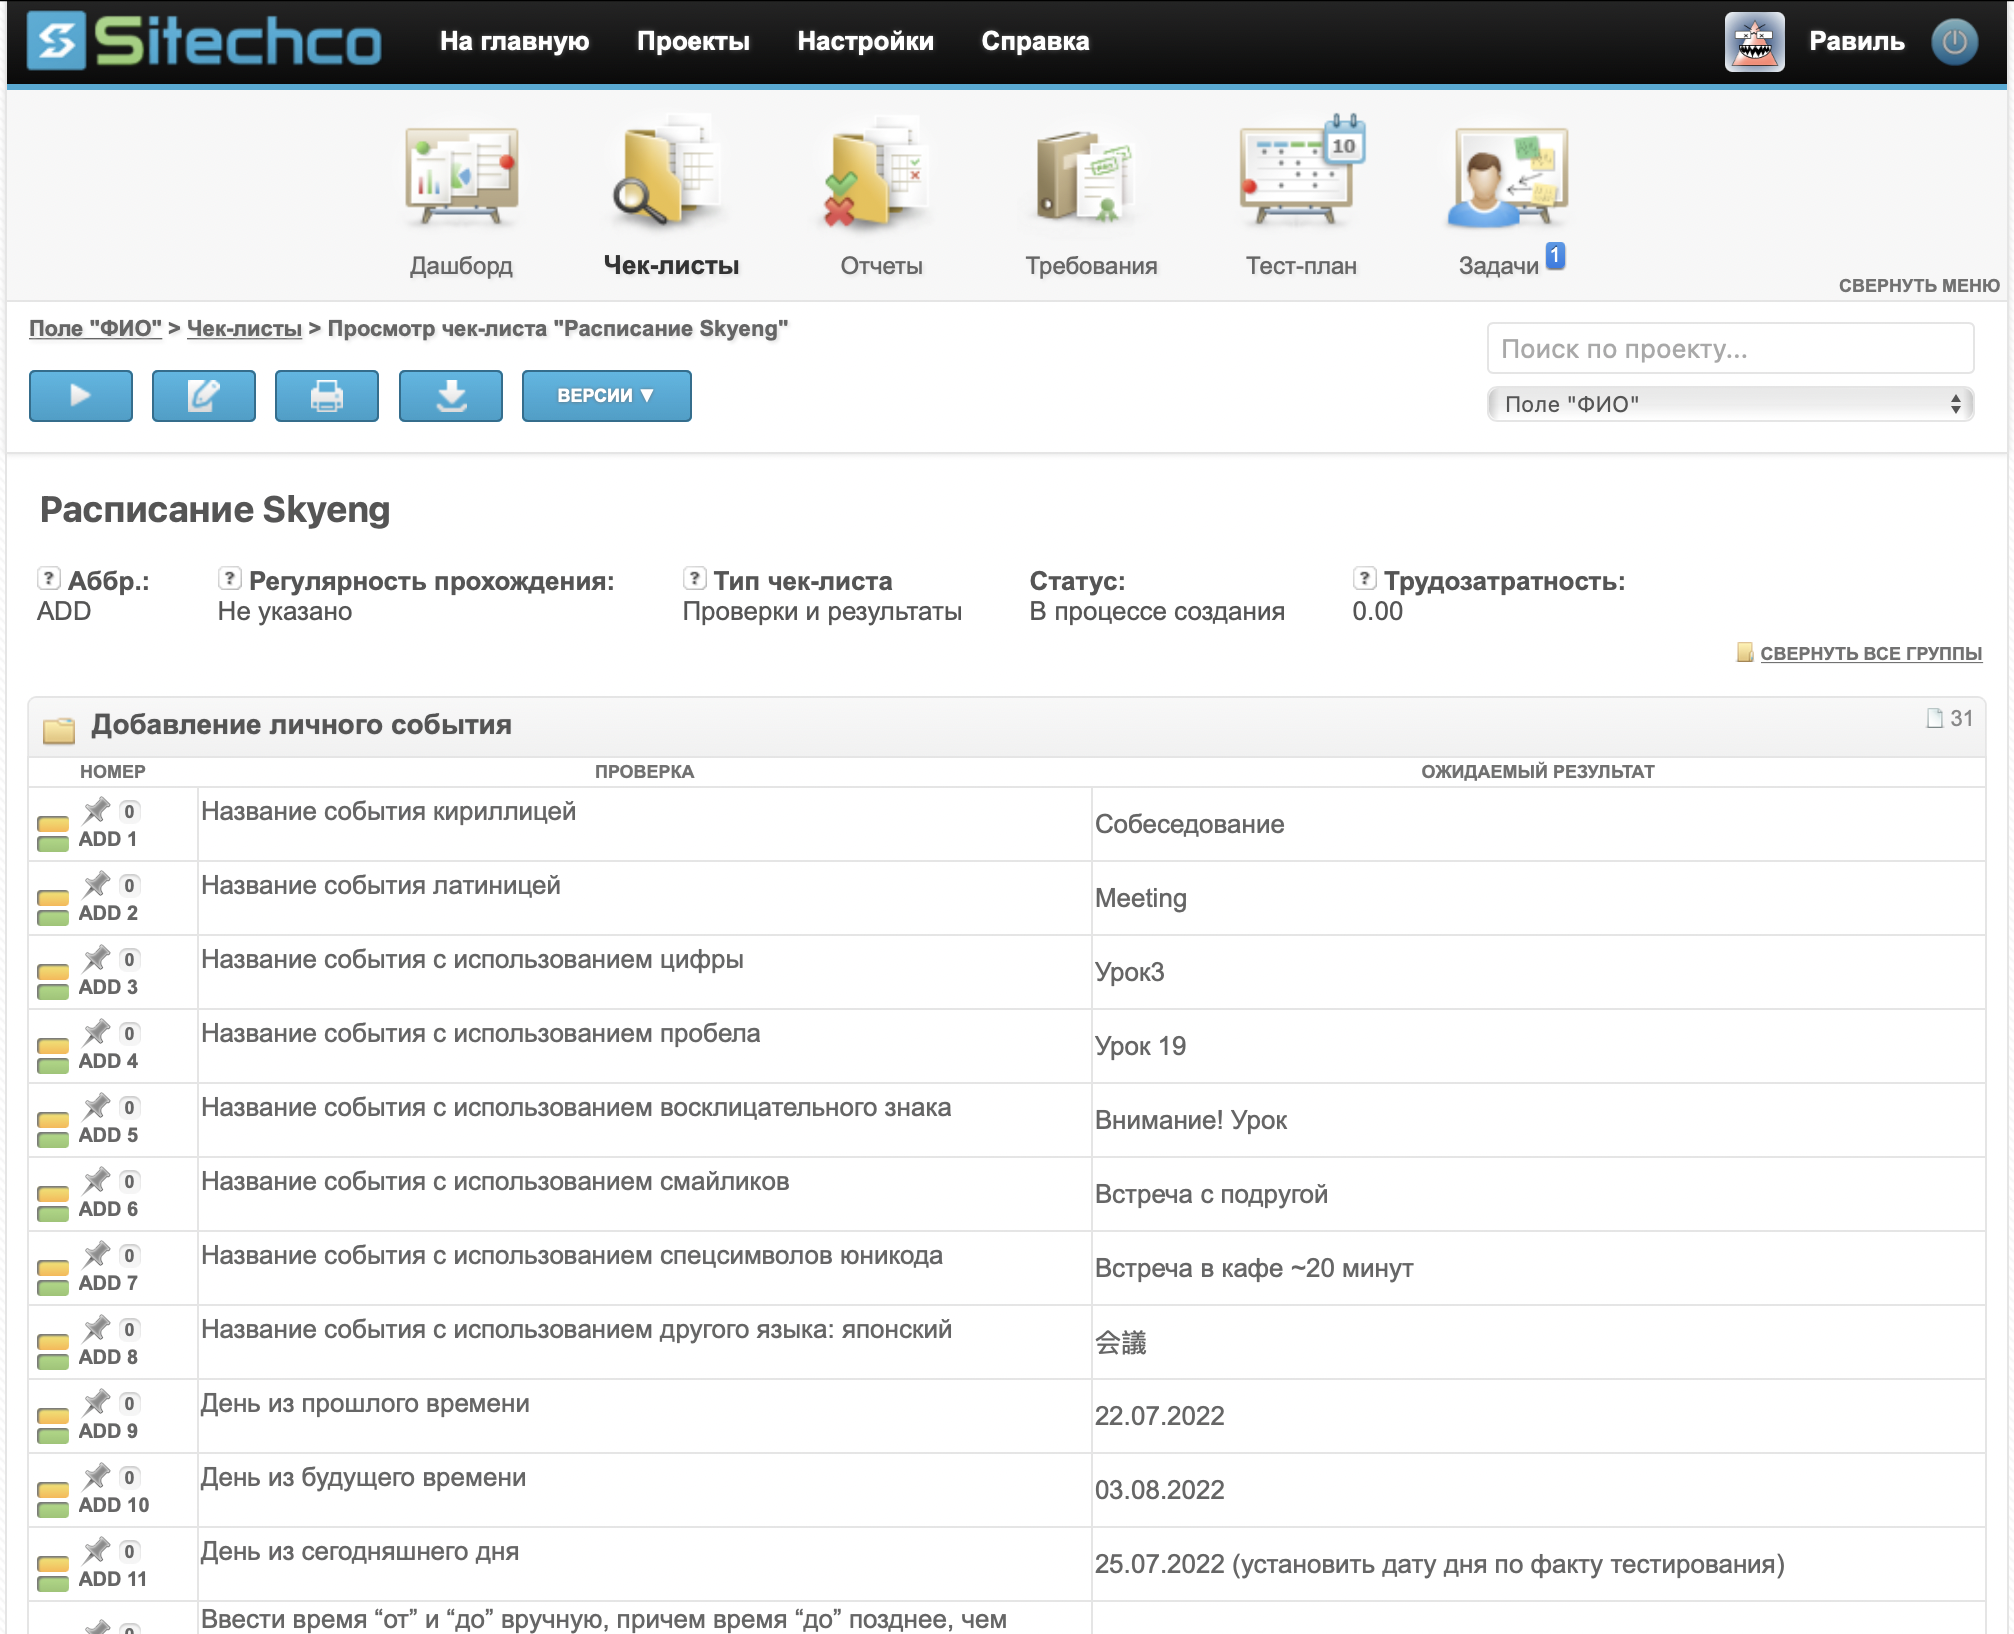 Sitechco
На главную
Проекты
Настройки
Справка
Равиль
10
Дашборд
Чек-листы
Отчеты
Требования
Тест-план
Задачи 1
СВЕРНУТЬ МЕНЮ
Поле "ФИО" > Чек-листы > Просмотр чек-листа "Расписание Skyeng"
Поиск по проекту...
ВЕРСИИ ▼
Поле "ФИО"
Расписание Skyeng
? Аббр.:
ADD
? Регулярность прохождения:
Не указано
? Тип чек-листа
Проверки и результаты
Статус:
В процессе создания
? Трудозатратность:
0.00
СВЕРНУТЬ ВСЕ ГРУППЫ
Добавление личного события
31
НОМЕР
ПРОВЕРКА
ОЖИДАЕМЫЙ РЕЗУЛЬТАТ
0
ADD 1
Название события кириллицей
Собеседование
0
ADD 2
Название события латиницей
Meeting
0
ADD 3
Название события с использованием цифры
Урок3
0
ADD 4
Название события с использованием пробела
Урок 19
0
ADD 5
Название события с использованием восклицательного знака
Внимание! Урок
0
ADD 6
Название события с использованием смайликов
Встреча с подругой
0
ADD 7
Название события с использованием спецсимволов юникода
Встреча в кафе ~20 минут
0
ADD 8
Название события с использованием другого языка: японский
会議
0
ADD 9
День из прошлого времени
22.07.2022
0
ADD 10
День из будущего времени
03.08.2022
0
ADD 11
День из сегодняшнего дня
25.07.2022 (установить дату дня по факту тестирования)
0
Ввести время “от” и “до” вручную, причем время “до” позднее, чем